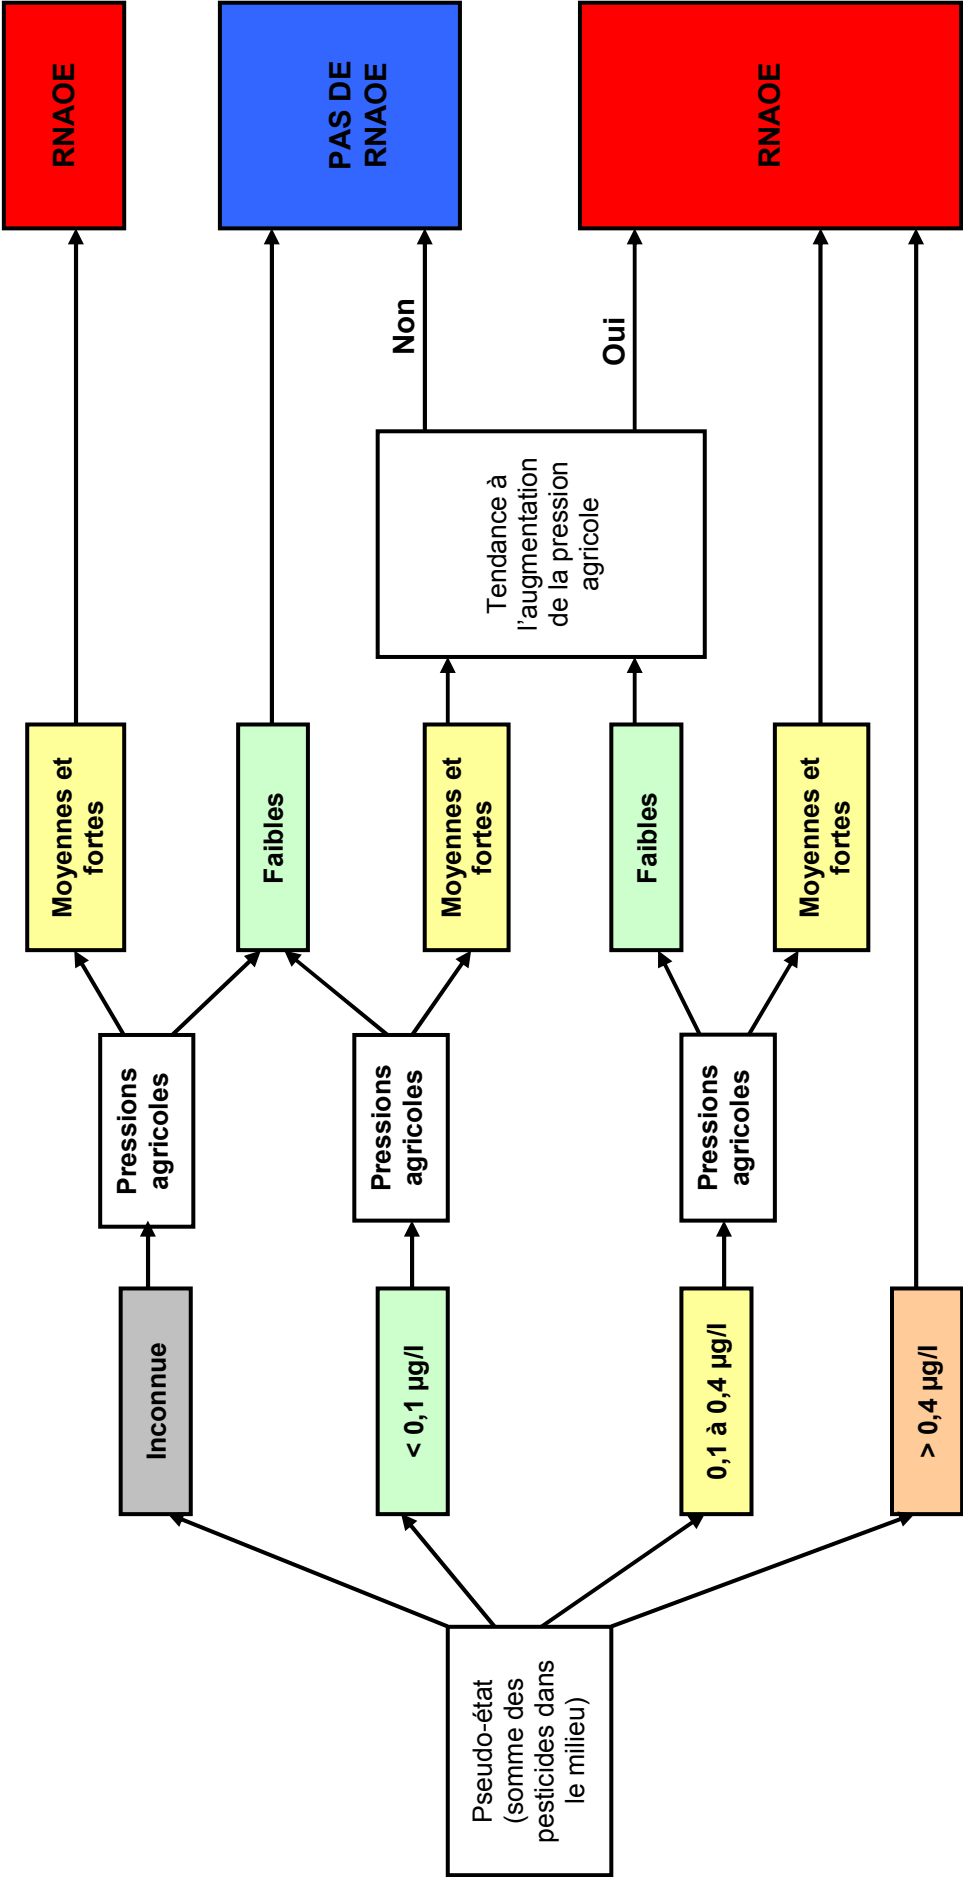 Pseudo-état
(somme des
pesticides dans
le milieu)
Inconnue
< 0,1 µg/l
0,1 à 0,4 µg/l
> 0,4 µg/l
Pressions
agricoles
Pressions
agricoles
Pressions
agricoles
Moyennes et
fortes
Faibles
Moyennes et
fortes
Faibles
Moyennes et
fortes
Tendance à
l'augmentation
de la pression
agricole
Non
Oui
RNAOE
PAS DE
RNAOE
RNAOE